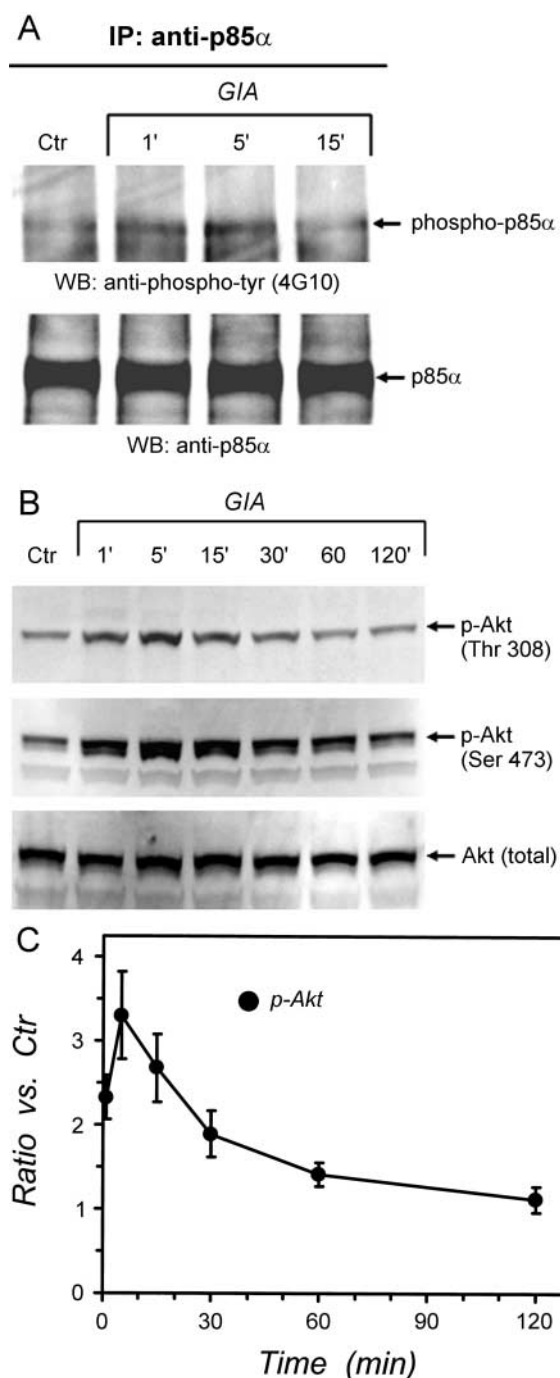 A
IP: anti-p85α
GIA
Ctr 1' 5' 15'
phospho-p85α
WB: anti-phospho-tyr (4G10)
p85α
WB: anti-p85α
B
GIA
Ctr 1' 5' 15' 30' 60 120'
p-Akt
(Thr 308)
p-Akt
(Ser 473)
Akt (total)
C
4
p-Akt
3
2
1
0
Ratio vs. Ctr
0 30 60 90 120
Time (min)